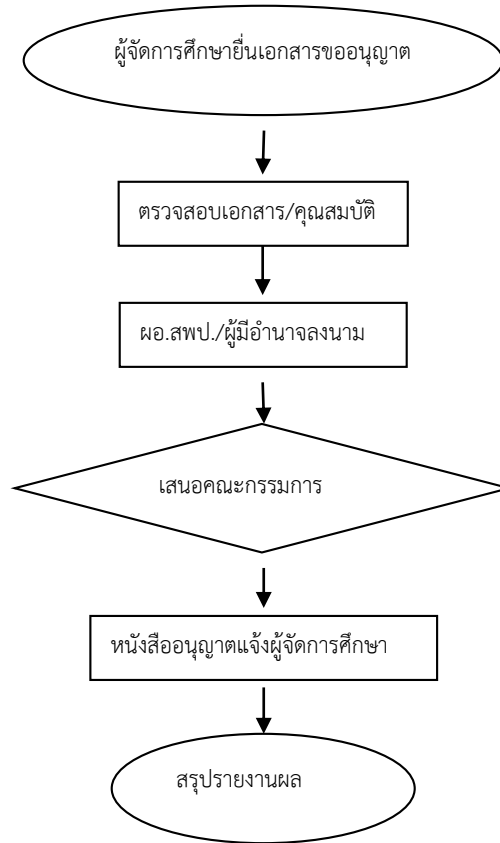 ผู้จัดการศึกษายื่นเอกสารขออนุญาต
ตรวจสอบเอกสาร/คุณสมบัติ
ผอ.สพป./ผู้มีอำนาจลงนาม
เสนอคณะกรรมการ
หนังสืออนุญาตแจ้งผู้จัดการศึกษา
สรุปรายงานผล